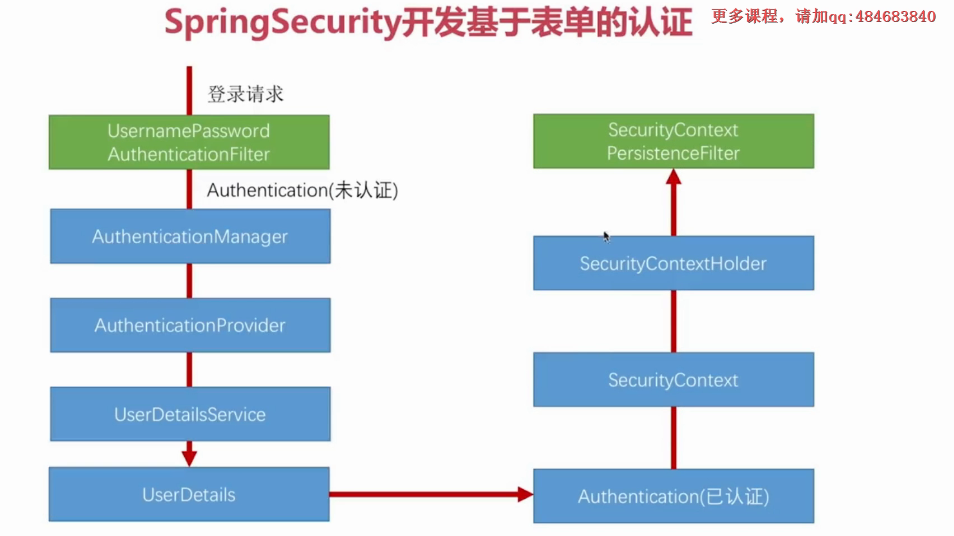 SpringSecurity开发基于表单的认证
更多课程，请加qq:484683840
登录请求
UsernamePassword
AuthenticationFilter
Authentication(未认证)
AuthenticationManager
AuthenticationProvider
UserDetailsService
UserDetails
SecurityContext
PersistenceFilter
SecurityContextHolder
SecurityContext
Authentication(已认证)